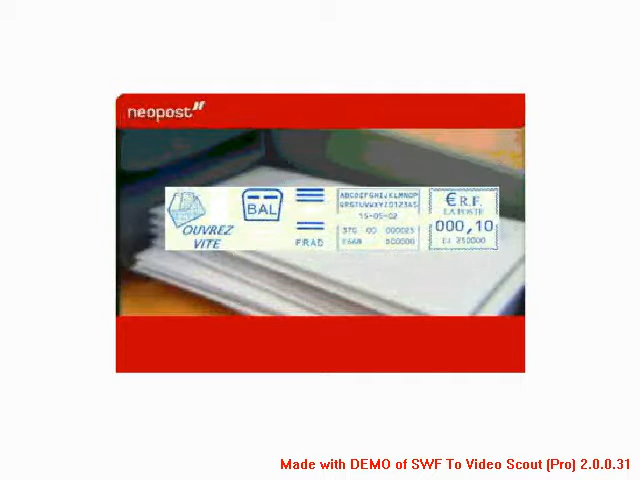 neopost
OUVREZ
VITE
BAL
FRAD
ABCDEFGHIJKLMNOP
QRSTUVWXYZ012345
15-05-02
€ R.F.
LA POSTE
000,10
Made with DEMO of SWF To Video Scout (Pro) 2.0.0.31